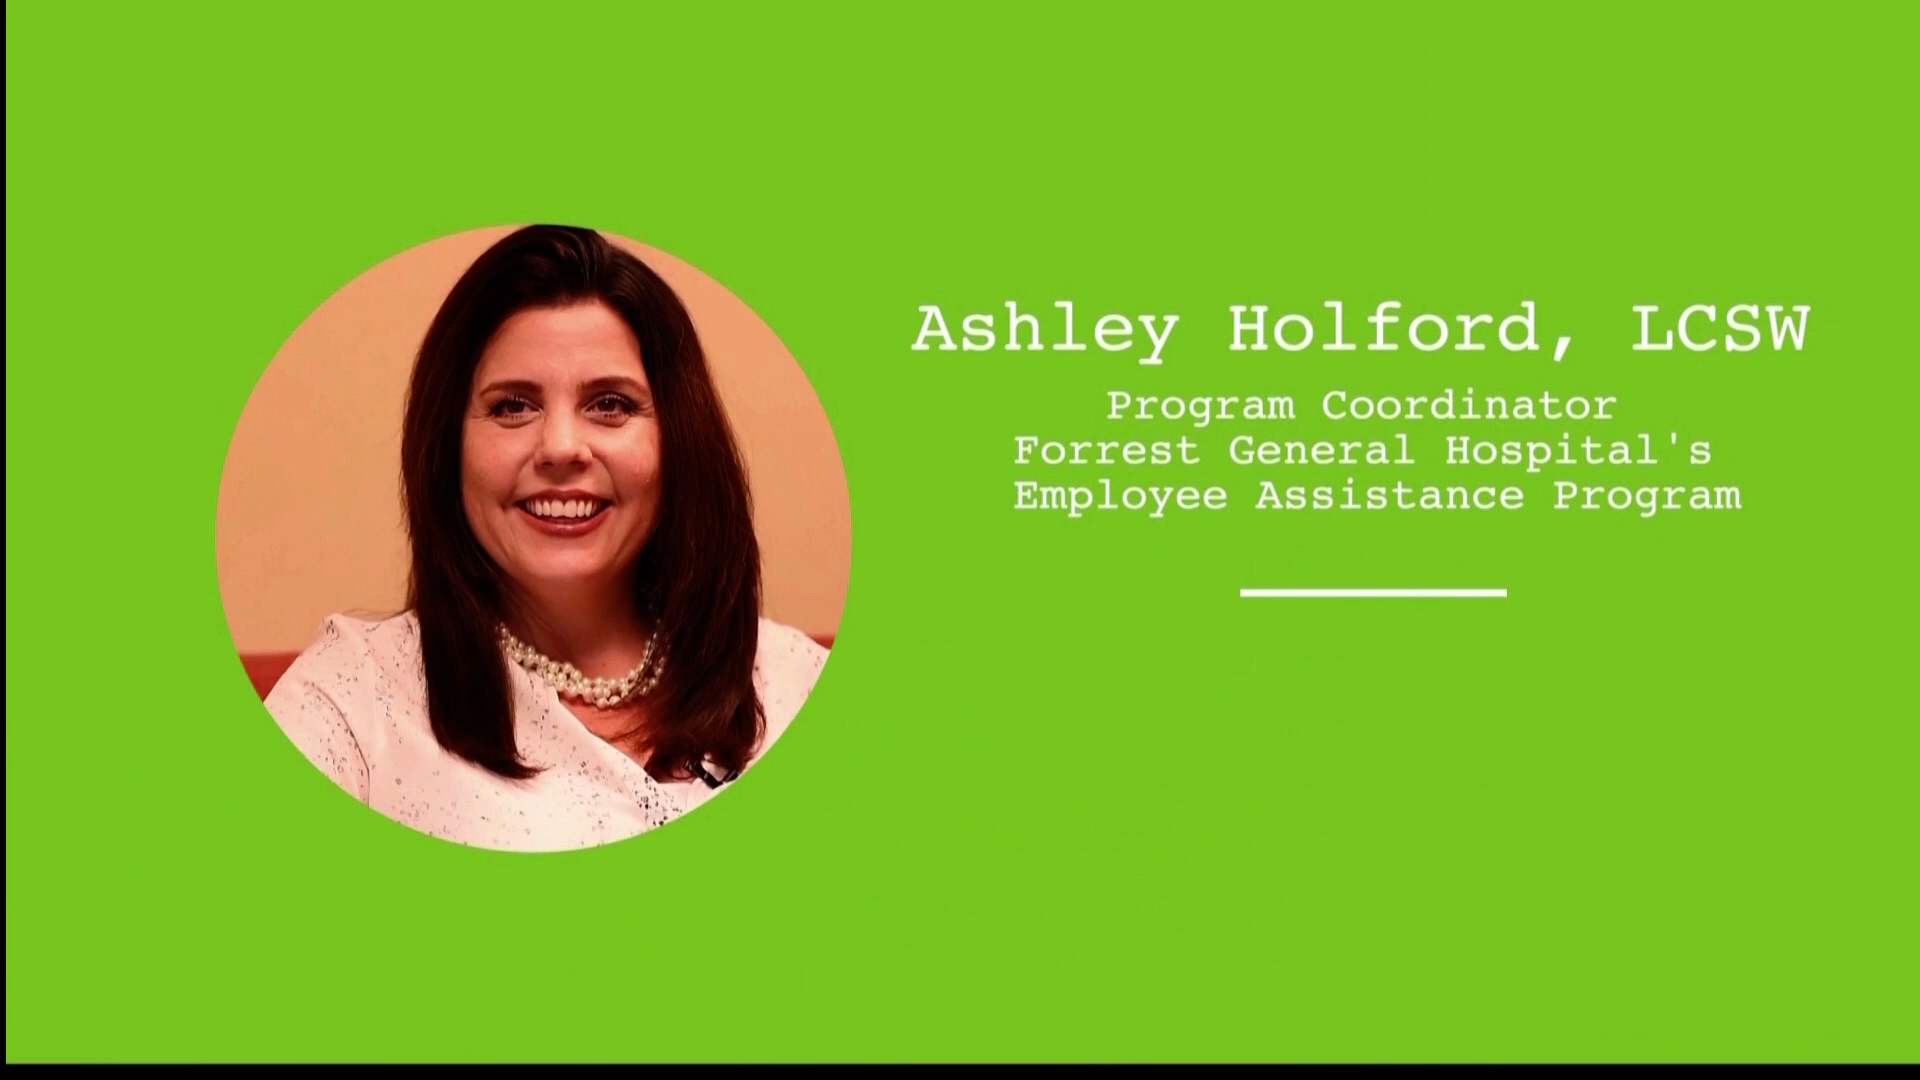 Ashley Holford, LCSW
Program Coordinator
Forrest General Hospital's
Employee Assistance Program